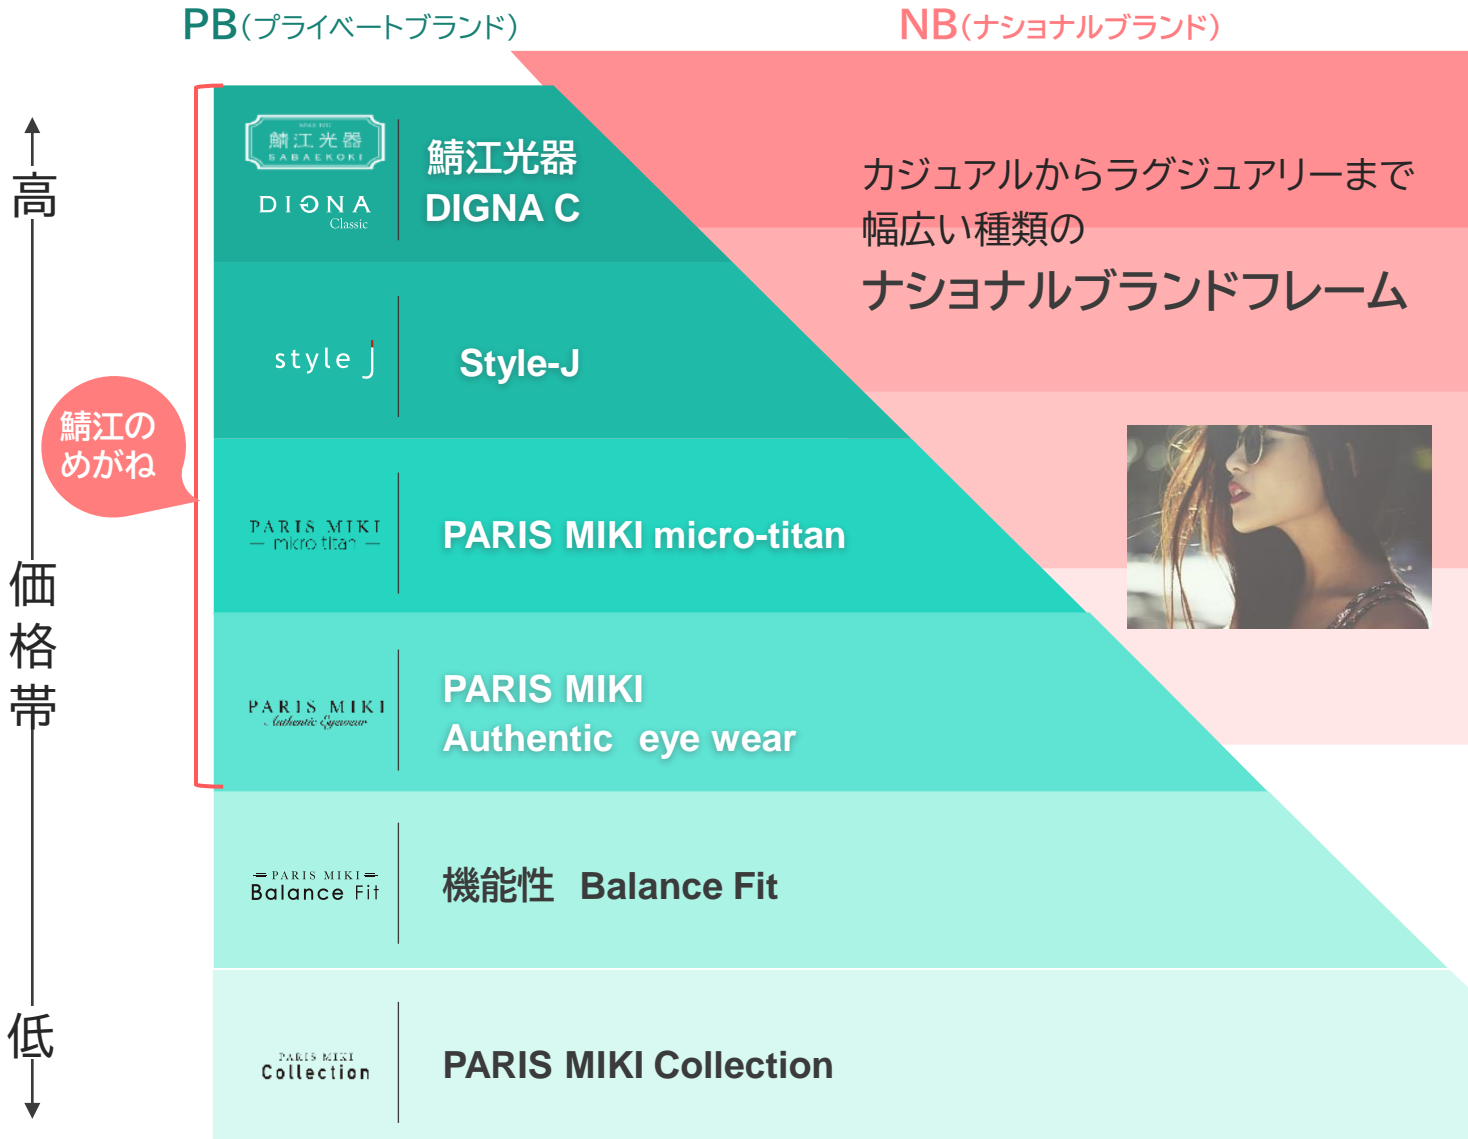 PB（プライベートブランド）
NB（ナショナルブランド）
高
価
格
帯
低
鯖江の
めがね
鯖江光器
SABAEKOKI
DIGNA
Classic
鯖江光器
DIGNA C
style J
Style-J
PARIS MIKI
micro-titan
PARIS MIKI micro-titan
PARIS MIKI
Authentic Eyewear
PARIS MIKI
Authentic eye wear
PARIS MIKI
Balance Fit
機能性 Balance Fit
PARIS MIKI
Collection
PARIS MIKI Collection
カジュアルからラグジュアリーまで
幅広い種類の
ナショナルブランドフレーム